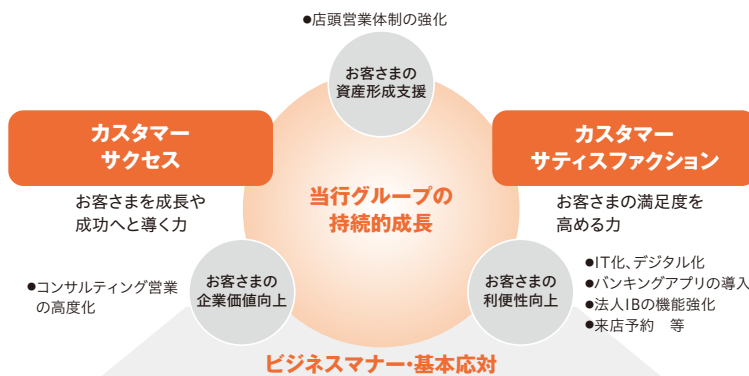 ●店頭営業体制の強化
お客さまの
資産形成支援
カスタマー
サクセス
お客さまを成長や
成功へと導く力
カスタマー
サティスファクション
お客さまの満足度を
高める力
当行グループの
持続的成長
●コンサルティング営業
の高度化
お客さまの
企業価値向上
お客さまの
利便性向上
●IT化、デジタル化
●バンキングアプリの導入
●法人IBの機能強化
●来店予約　等
ビジネスマナー・基本応対